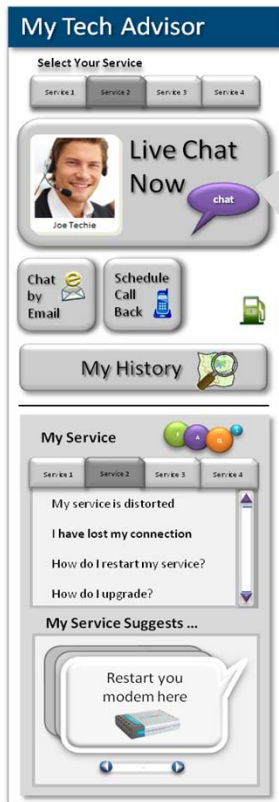 My Tech Advisor
Select Your Service
Service 1 Service 2 Service 3 Service 4
Live Chat
Now
chat
Joe Techie
Chat
by
Email
Schedule
Call
Back
My History
My Service
F A Q S
Service 1 Service 2 Service 3 Service 4
My service is distorted
I have lost my connection
How do I restart my service?
How do I upgrade?
My Service Suggests ...
Restart you
modem here